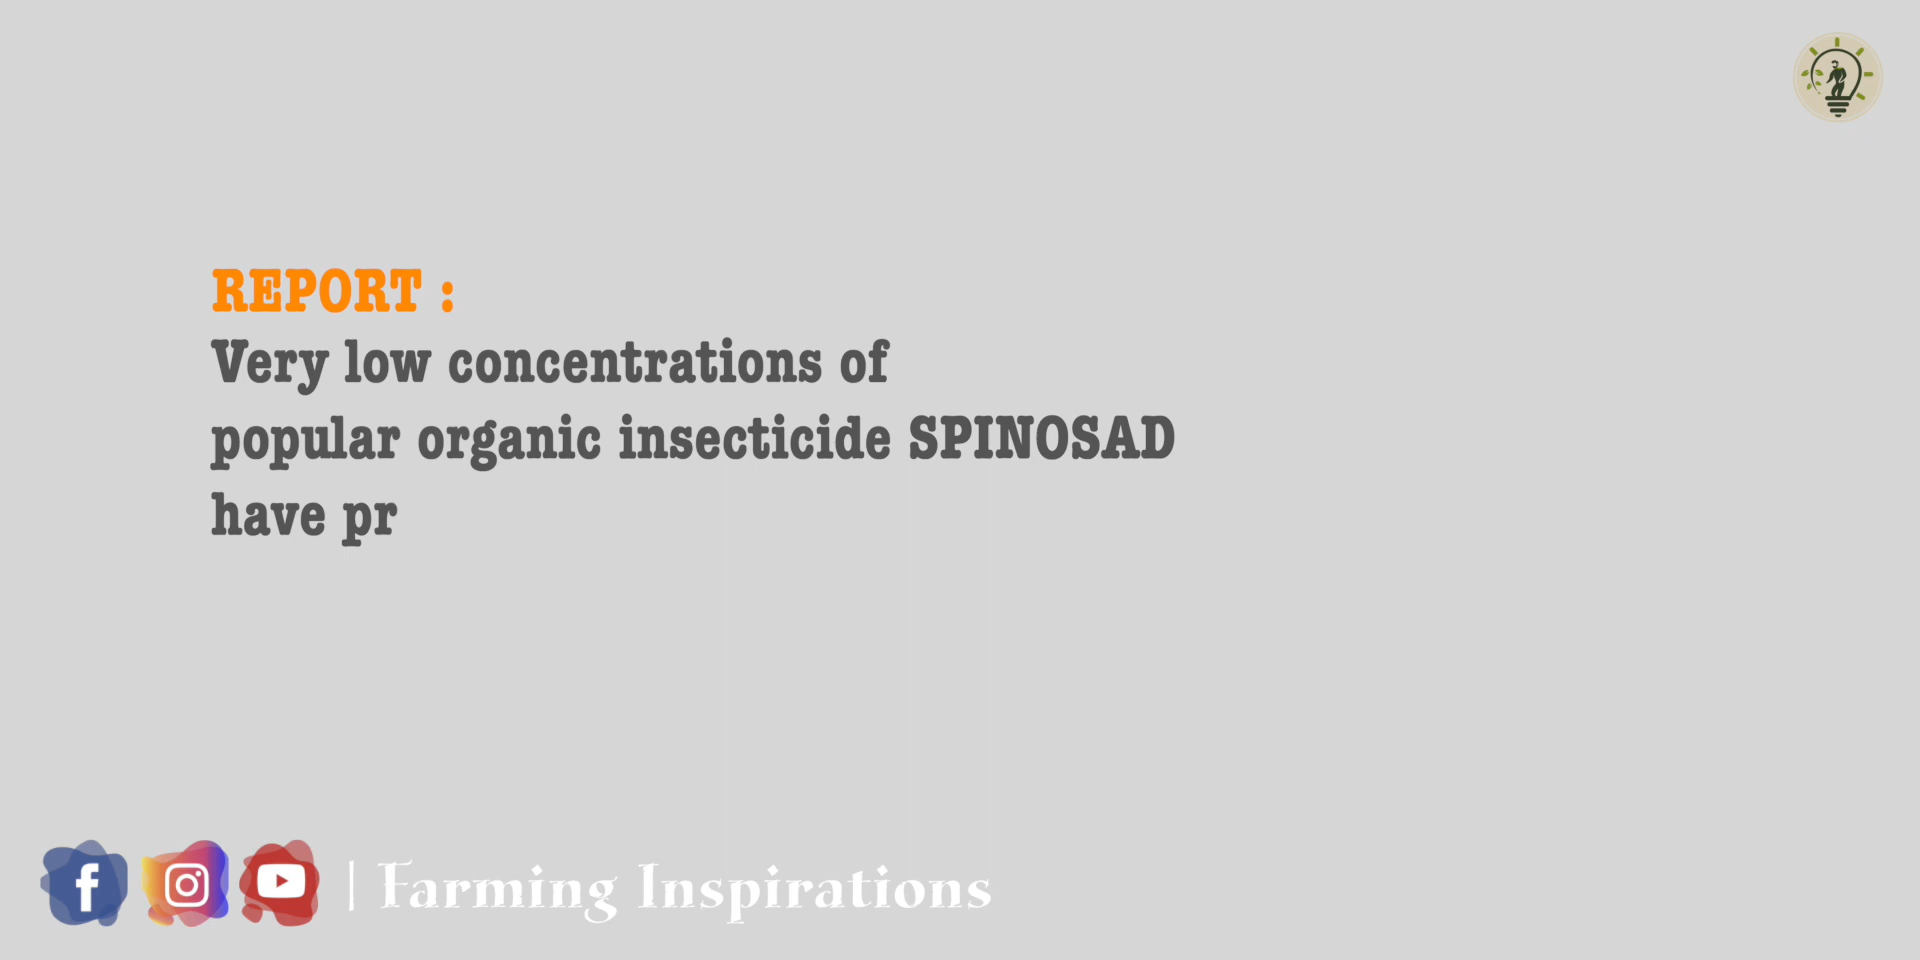 REPORT :
Very low concentrations of
popular organic insecticide SPINOSAD
have pr
f
| Farming Inspirations